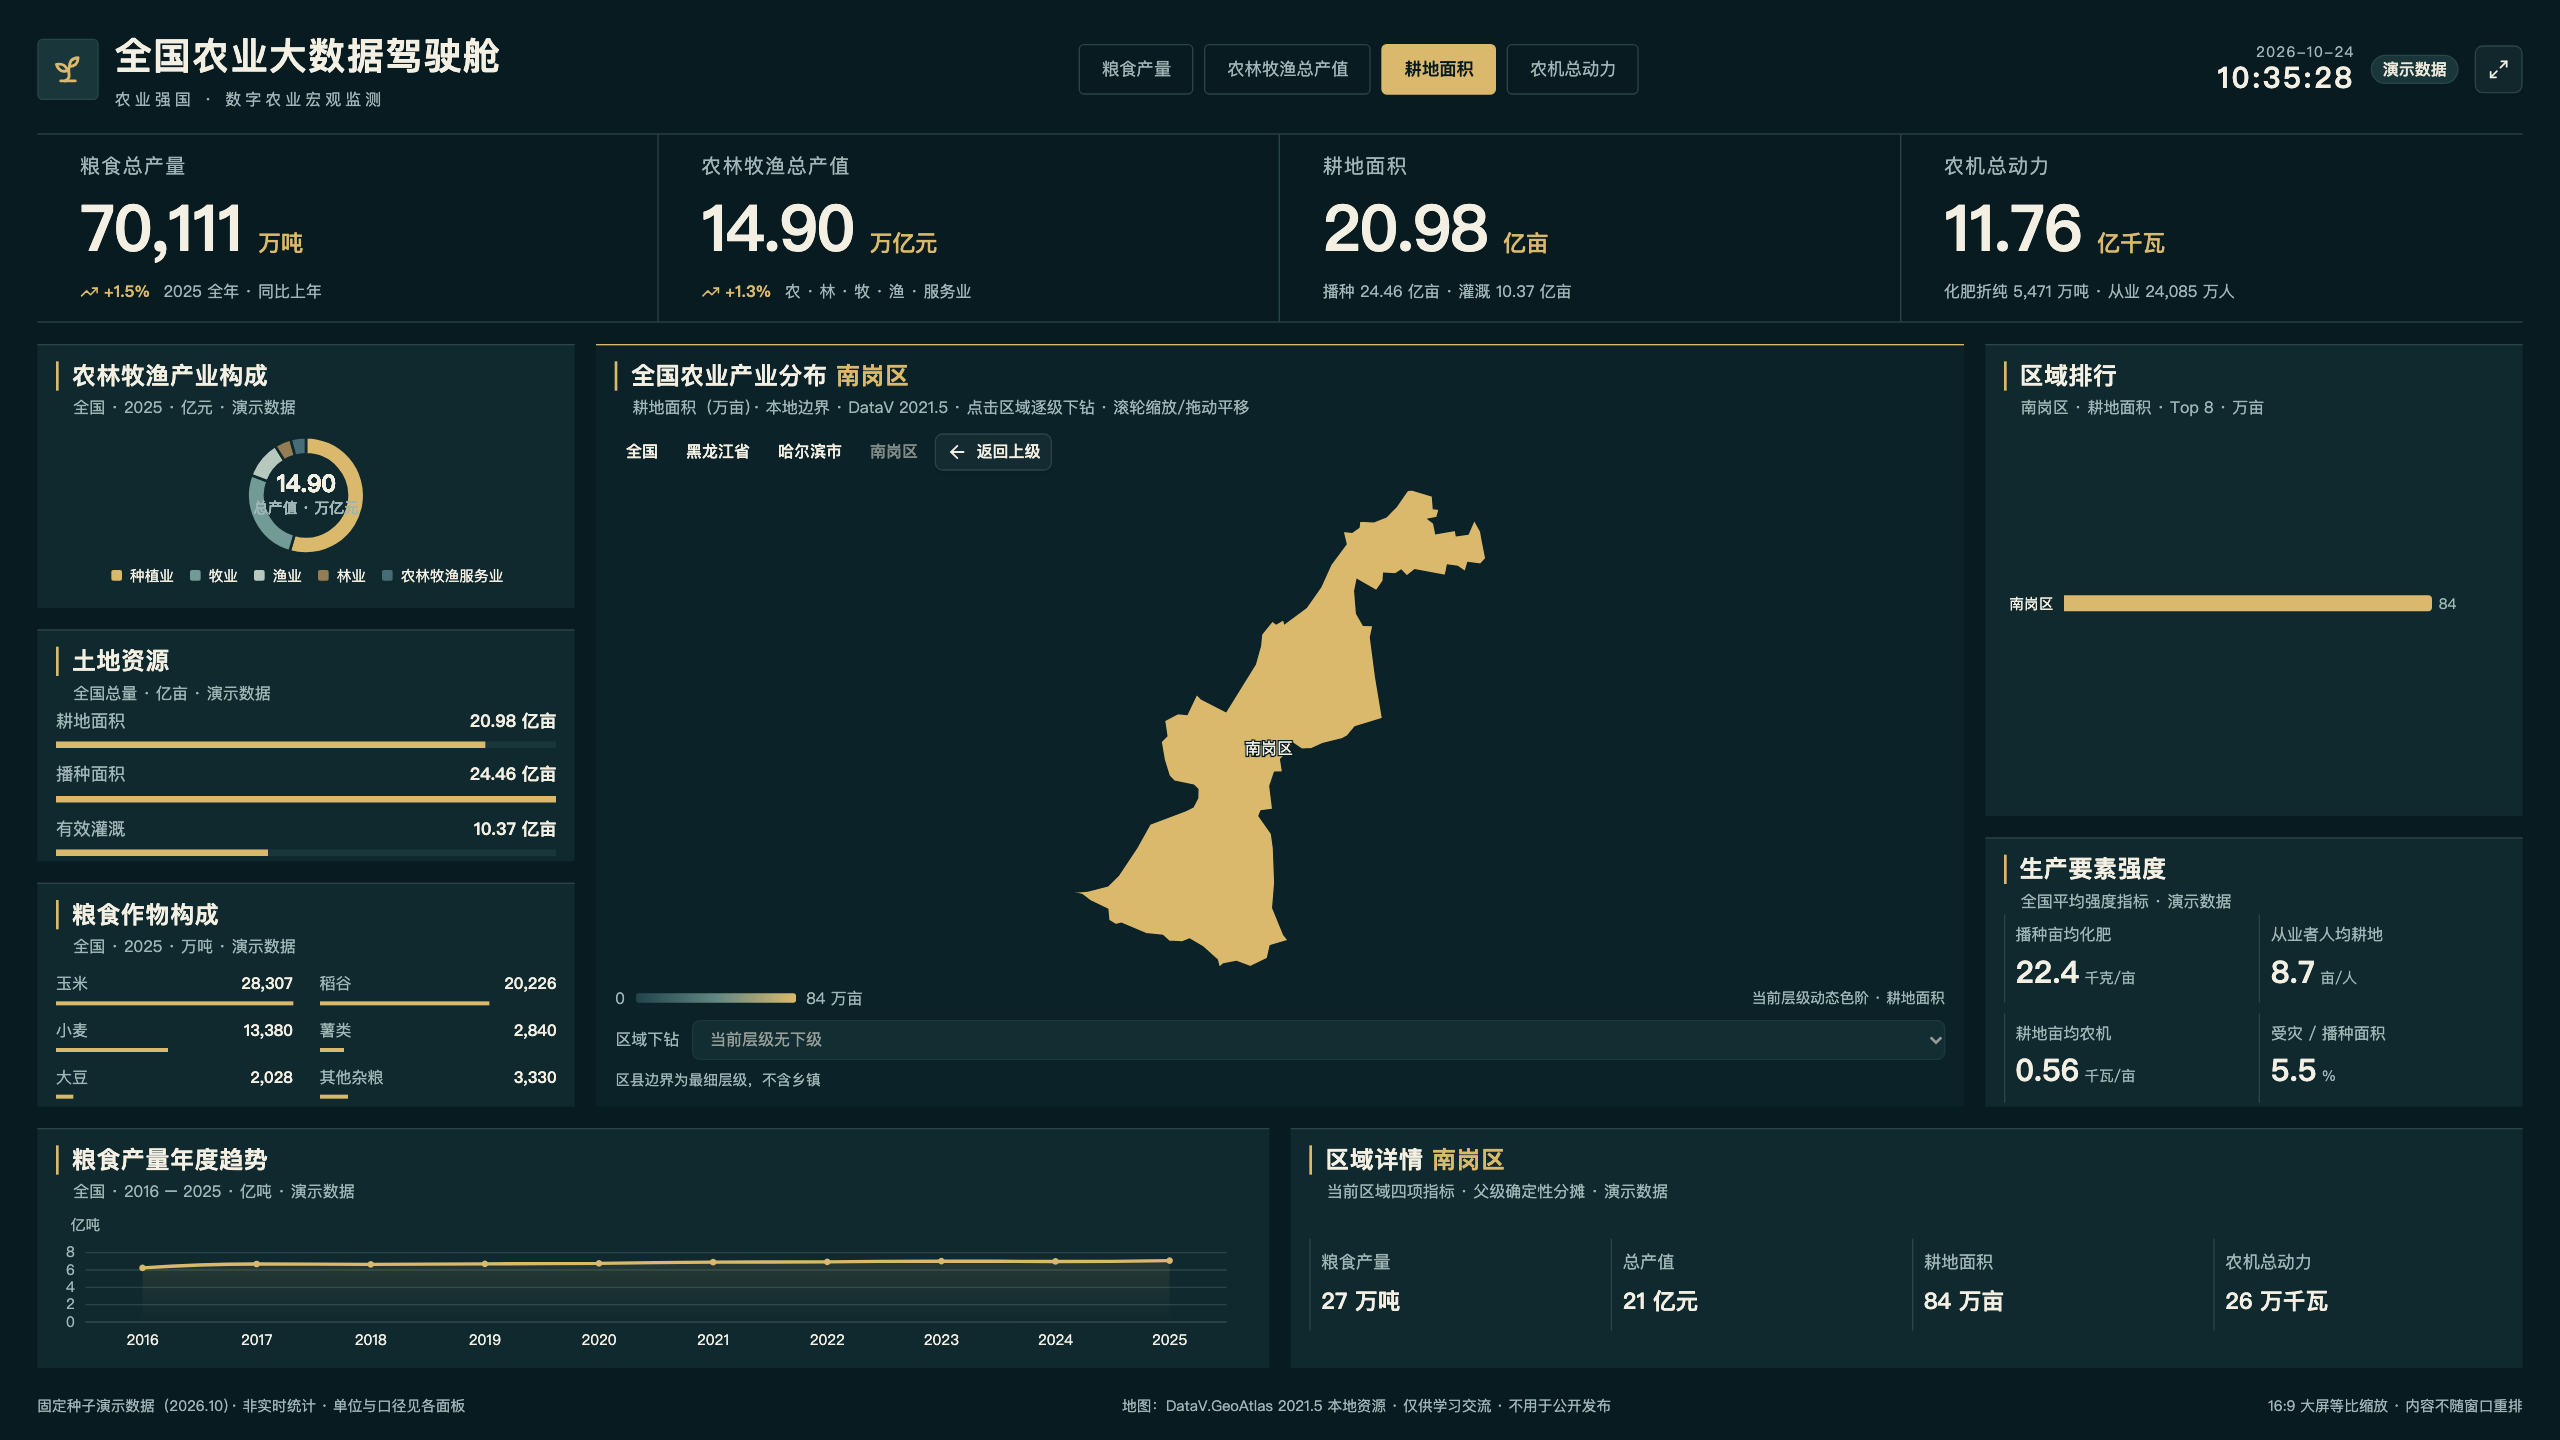 全国农业大数据驾驶舱
农业强国 · 数字农业宏观监测
粮食产量
农林牧渔总产值
耕地面积
农机总动力
2026-10-24
10:35:28
演示数据
粮食总产量
70,111 万吨
+1.5% 2025 全年 · 同比上年
农林牧渔总产值
14.90 万亿元
+1.3% 农 · 林 · 牧 · 渔 · 服务业
耕地面积
20.98 亿亩
播种 24.46 亿亩 · 灌溉 10.37 亿亩
农机总动力
11.76 亿千瓦
化肥折纯 5,471 万吨 · 从业 24,085 万人
农林牧渔产业构成
全国 · 2025 · 亿元 · 演示数据
14.90
总产值 · 万亿元
种植业 牧业 渔业 林业 农林牧渔服务业
土地资源
全国总量 · 亿亩 · 演示数据
耕地面积 20.98 亿亩
播种面积 24.46 亿亩
有效灌溉 10.37 亿亩
粮食作物构成
全国 · 2025 · 万吨 · 演示数据
玉米 28,307 稻谷 20,226
小麦 13,380 薯类 2,840
大豆 2,028 其他杂粮 3,330
全国农业产业分布 南岗区
耕地面积（万亩）· 本地边界 · DataV 2021.5 · 点击区域逐级下钻 · 滚轮缩放/拖动平移
全国 黑龙江省 哈尔滨市 南岗区 返回上级
南岗区
0 84 万亩
当前层级动态色阶 · 耕地面积
区域下钻 当前层级无下级
区县边界为最细层级，不含乡镇
区域排行
南岗区 · 耕地面积 · Top 8 · 万亩
南岗区 84
生产要素强度
全国平均强度指标 · 演示数据
播种亩均化肥
22.4 千克/亩
从业者人均耕地
8.7 亩/人
耕地亩均农机
0.56 千瓦/亩
受灾 / 播种面积
5.5 %
粮食产量年度趋势
全国 · 2016 — 2025 · 亿吨 · 演示数据
亿吨
8
6
4
2
0
2016 2017 2018 2019 2020 2021 2022 2023 2024 2025
区域详情 南岗区
当前区域四项指标 · 父级确定性分摊 · 演示数据
粮食产量
27 万吨
总产值
21 亿元
耕地面积
84 万亩
农机总动力
26 万千瓦
固定种子演示数据（2026.10）· 非实时统计 · 单位与口径见各面板
地图：DataV.GeoAtlas 2021.5 本地资源 · 仅供学习交流 · 不用于公开发布
16:9 大屏等比缩放 · 内容不随窗口重排